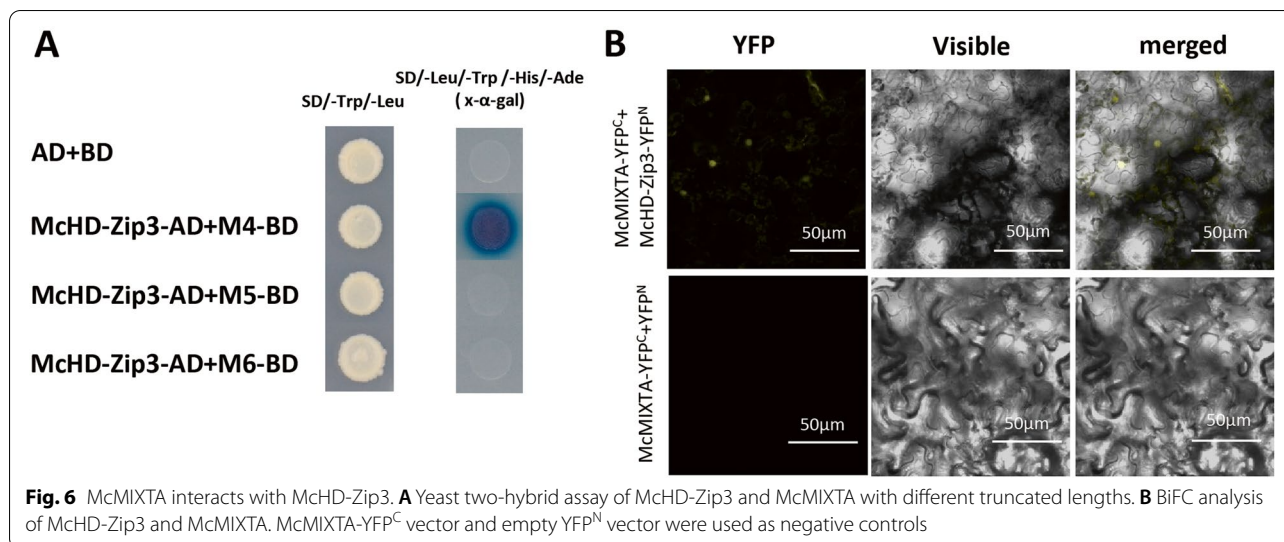 A
SD/-Trp/-Leu
SD/-Leu/-Trp /-His/-Ade
( x-α-gal)
AD+BD
McHD-Zip3-AD+M4-BD
McHD-Zip3-AD+M5-BD
McHD-Zip3-AD+M6-BD
B
YFP
Visible
merged
McMIXTA-YFPᶜ+
McHD-Zip3-YFPᴺ
50μm
50μm
50μm
McMIXTA-YFPᶜ+YFPᴺ
50μm
50μm
50μm
Fig. 6 McMIXTA interacts with McHD-Zip3. A Yeast two-hybrid assay of McHD-Zip3 and McMIXTA with different truncated lengths. B BiFC analysis
of McHD-Zip3 and McMIXTA. McMIXTA-YFPᶜ vector and empty YFPᴺ vector were used as negative controls